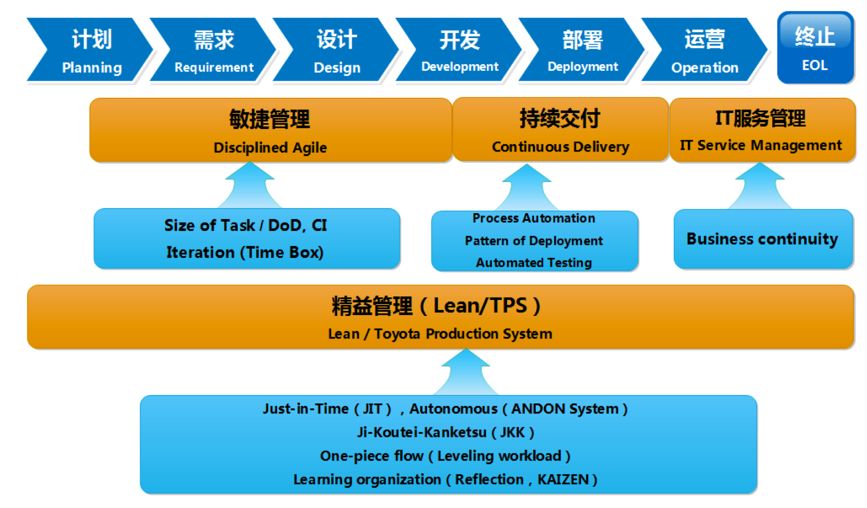 计划
Planning
需求
Requirement
设计
Design
开发
Development
部署
Deployment
运营
Operation
终止
EOL
敏捷管理
Disciplined Agile
持续交付
Continuous Delivery
IT服务管理
IT Service Management
Size of Task / DoD, CI
Iteration (Time Box)
Process Automation
Pattern of Deployment
Automated Testing
Business continuity
精益管理（Lean/TPS）
Lean / Toyota Production System
Just-in-Time（JIT），Autonomous（ANDON System）
Ji-Koutei-Kanketsu（JKK）
One-piece flow（Leveling workload）
Learning organization（Reflection，KAIZEN）